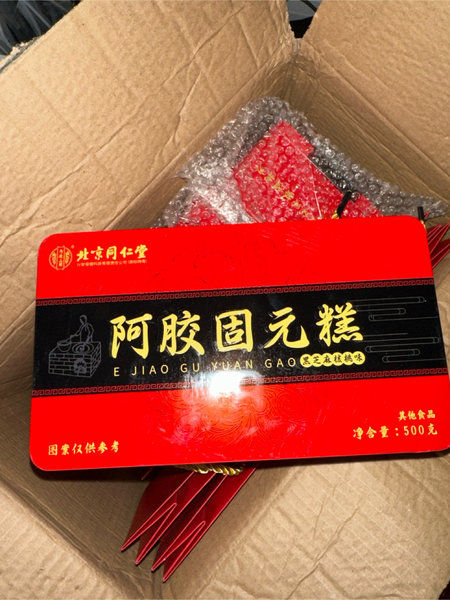 北京同仁堂
阿胶固元糕
E JIAO GU YUAN GAO
黑芝麻核桃味
其他食品
净含量：500克
图案仅供参考